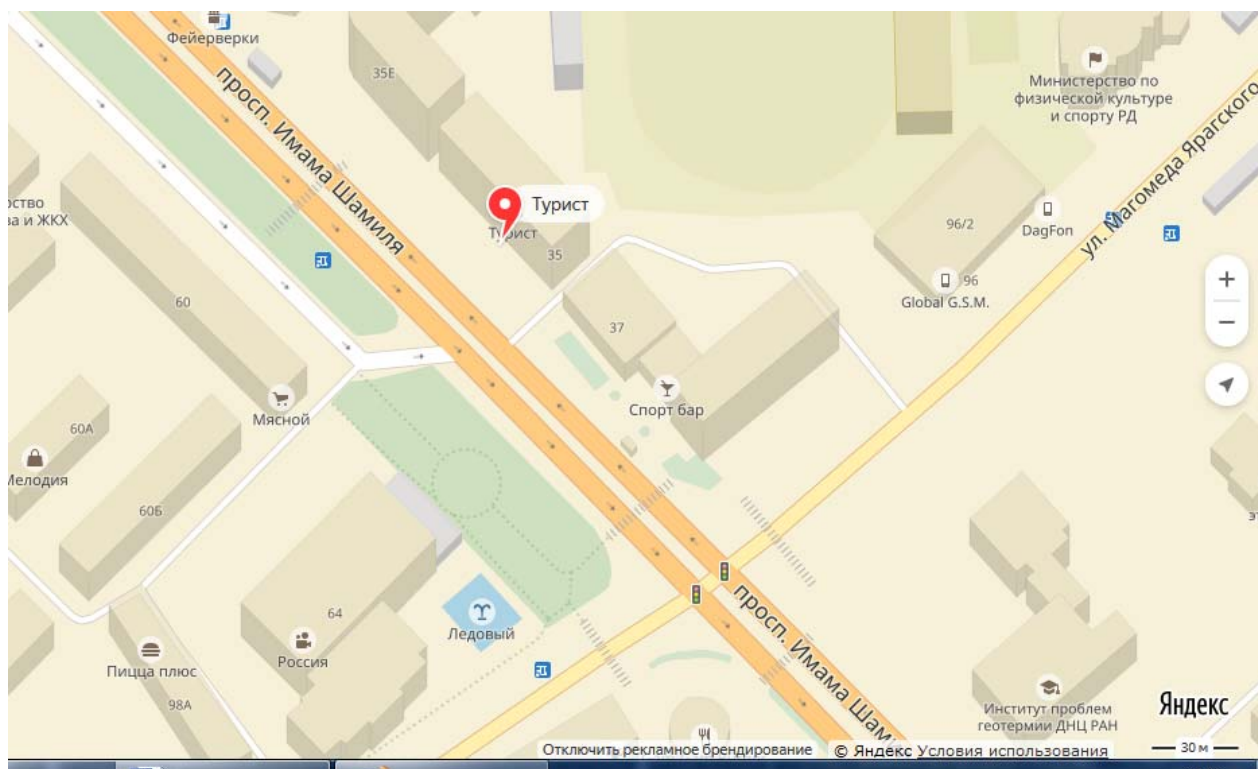 Фейерверки
35Е
просп. Имама Шамиля
Министерство по
физической культуре
и спорту РД
ул. Магомеда Ярагского
Турист
Турист
35
96/2
DagFon
96
Global G.S.M.
ва и ЖКХ
60
37
Спорт бар
Мясной
60А
Мелодия
60Б
64
Россия
Ледовый
Пицца плюс
98А
просп. Имама Шам
Институт проблем
геотермии ДНЦ РАН
Яндекс
Отключить рекламное брендирование
© Яндекс Условия использования
30 м